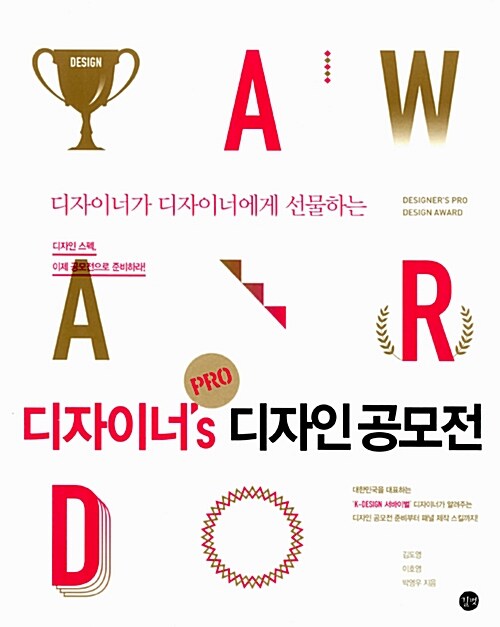 DESIGN
A W
디자이너가 디자이너에게 선물하는
DESIGNER'S PRO
DESIGN AWARD
디자인 스펙,
이제 공모전으로 준비하라!
A R
PRO
디자이너's 디자인 공모전
D
대한민국을 대표하는
'K-DESIGN 서바이벌' 디자이너가 알려주는
디자인 공모전 준비부터 패널 제작 스킬까지!
김도영
이호영
박영우 지음
길벗